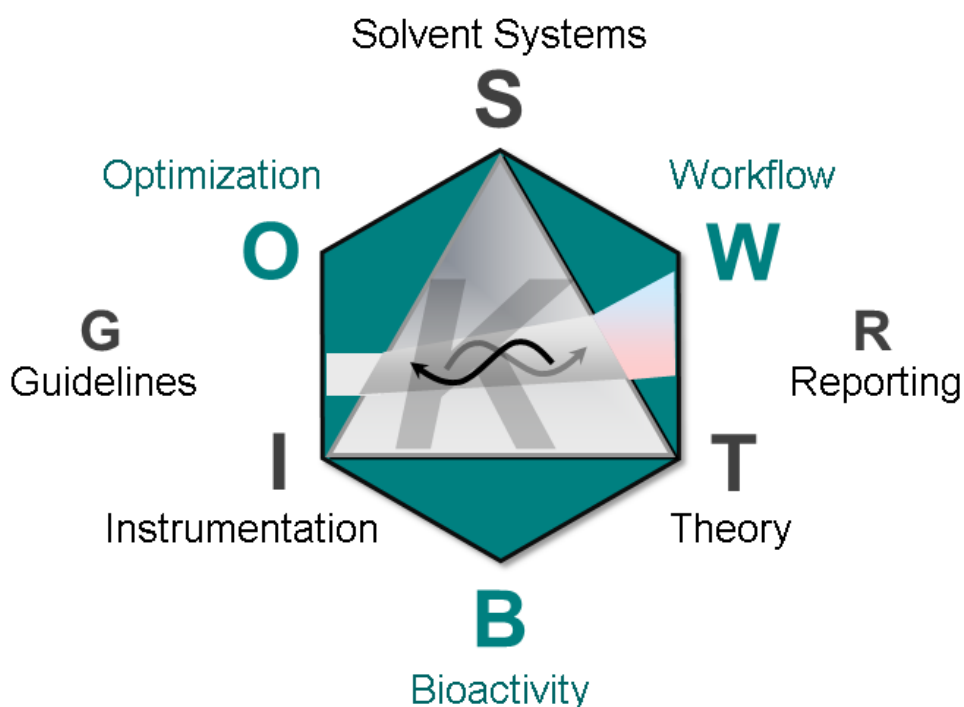 Solvent Systems
S
Optimization
Workflow
O
W
G
R
Guidelines
Reporting
K
I
T
Instrumentation
Theory
B
Bioactivity